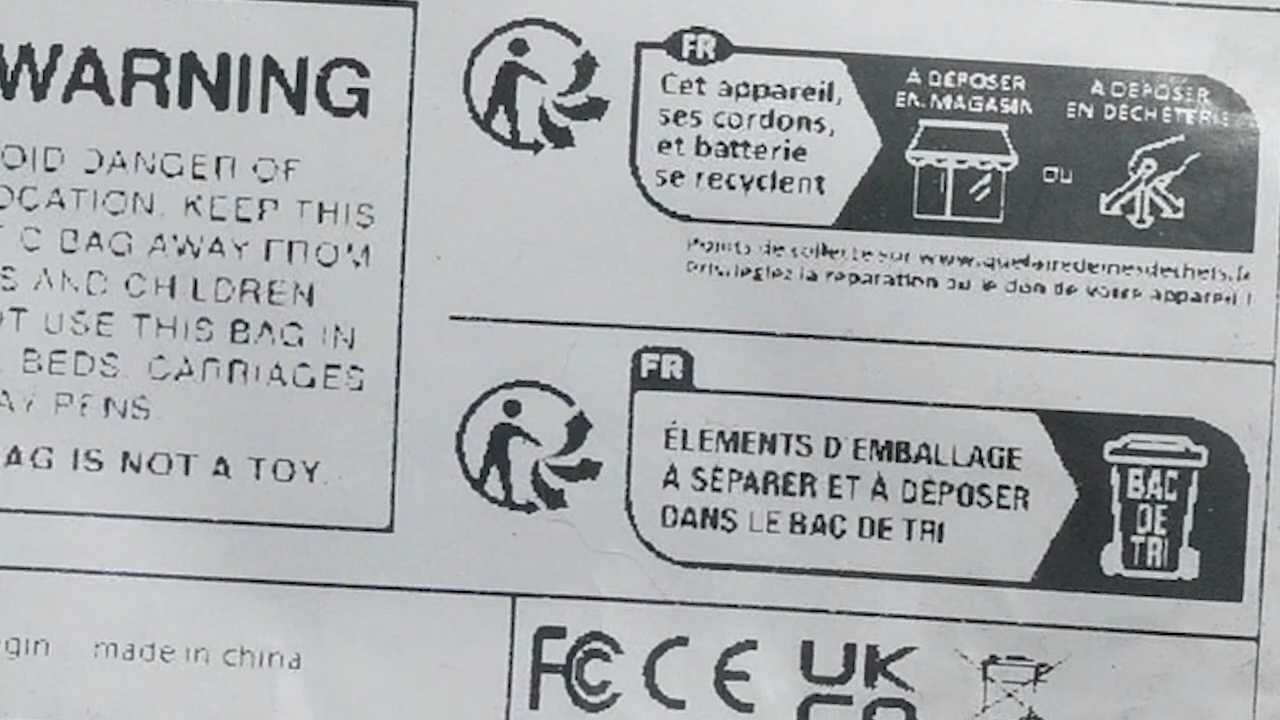 WARNING
OID DANGER OF
OCATION. KEEP THIS
C BAG AWAY FROM
S AND CHILDREN
OT USE THIS BAG IN
BEDS. CARRIAGES
AY PENS.
AG IS NOT A TOY.
FR
Cet appareil,
ses cordons,
et batterie
se recyclent
À DÉPOSER
EN MAGASIN
ou
À DÉPOSER
EN DÉCHÈTERIE
Points de collecte sur www.quefairedemesdechets.fr
Privilégiez la réparation ou le don de votre appareil !
FR
ÉLÉMENTS D'EMBALLAGE
À SÉPARER ET À DÉPOSER
DANS LE BAC DE TRI
BAC
DE
TRI
gin made in china
FC CE UK
CA